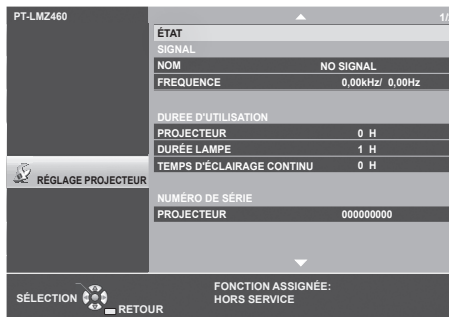 PT-LMZ460
1/
ÉTAT
SIGNAL
NOM NO SIGNAL
FREQUENCE 0,00kHz/ 0,00Hz
DUREE D'UTILISATION
PROJECTEUR 0 H
DURÉE LAMPE 1 H
TEMPS D'ÉCLAIRAGE CONTINU 0 H
RÉGLAGE PROJECTEUR
NUMÉRO DE SÉRIE
PROJECTEUR 000000000
SÉLECTION
RETOUR
FONCTION ASSIGNÉE:
HORS SERVICE